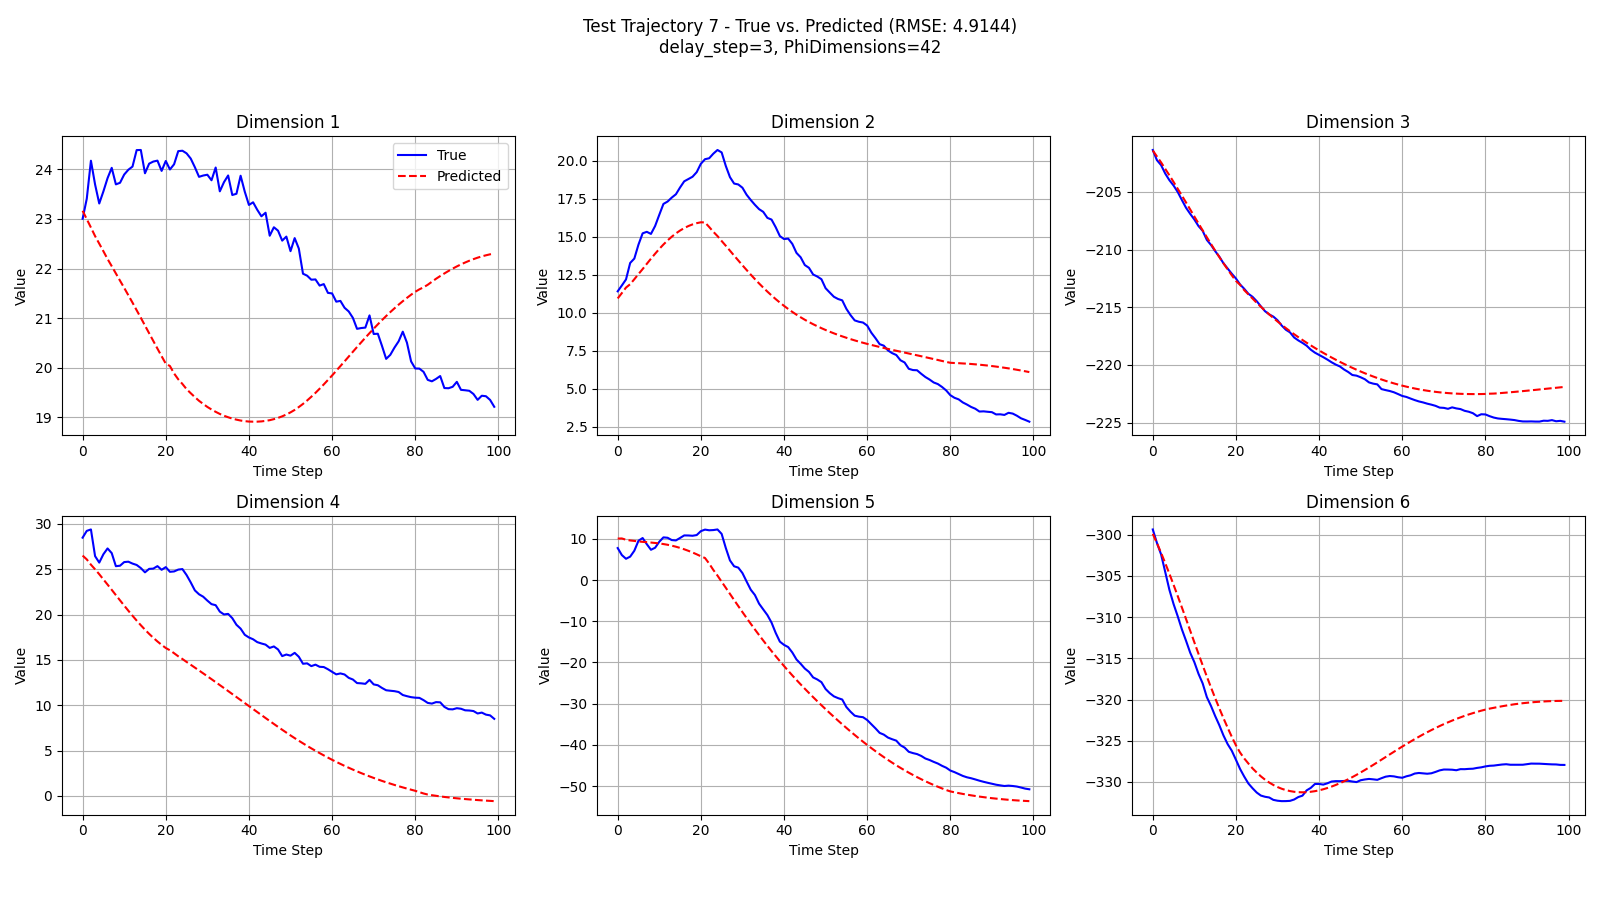 Test Trajectory 7 - True vs. Predicted (RMSE: 4.9144)
delay_step=3, PhiDimensions=42
Dimension 1
Value
24
23
22
21
20
19
0 20 40 60 80 100
Time Step
True
Predicted
Dimension 2
Value
20.0
17.5
15.0
12.5
10.0
7.5
5.0
2.5
0 20 40 60 80 100
Time Step
Dimension 3
Value
−205
−210
−215
−220
−225
0 20 40 60 80 100
Time Step
Dimension 4
Value
30
25
20
15
10
5
0
0 20 40 60 80 100
Time Step
Dimension 5
Value
10
0
−10
−20
−30
−40
−50
0 20 40 60 80 100
Time Step
Dimension 6
Value
−300
−305
−310
−315
−320
−325
−330
0 20 40 60 80 100
Time Step